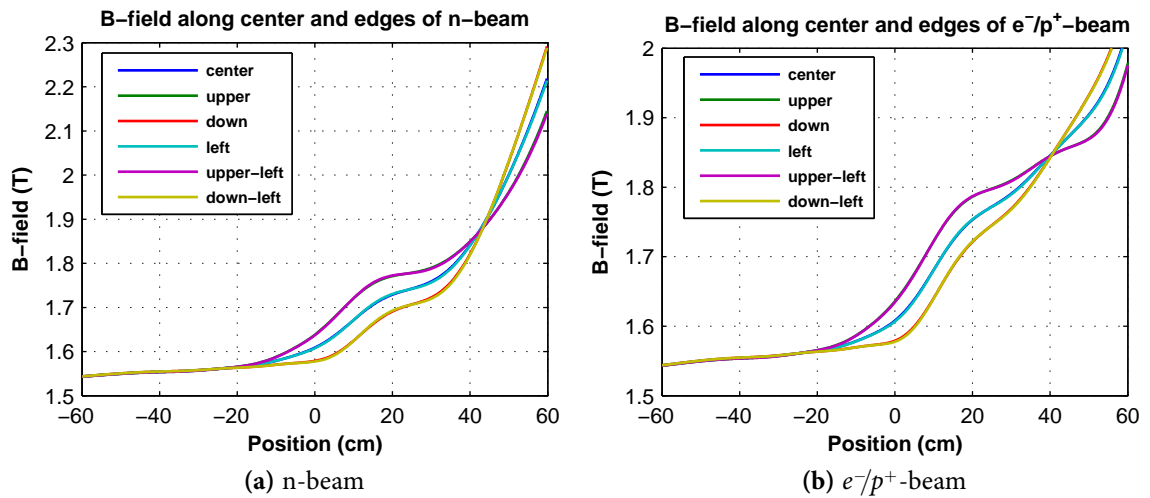 B−field along center and edges of n−beam
2.3
2.2
2.1
2
1.9
1.8
1.7
1.6
1.5
B−field (T)
center
upper
down
left
upper−left
down−left
−60 −40 −20 0 20 40 60
Position (cm)
(a) n-beam
B−field along center and edges of e⁻/p⁺−beam
2
1.9
1.8
1.7
1.6
1.5
B−field (T)
center
upper
down
left
upper−left
down−left
−60 −40 −20 0 20 40 60
Position (cm)
(b) e⁻/p⁺-beam